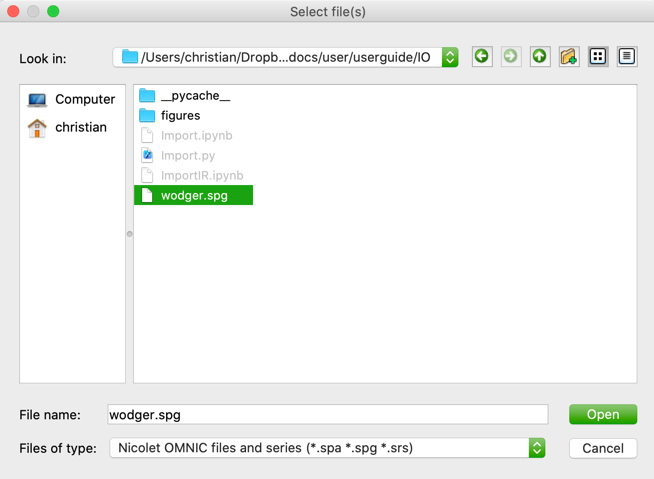 Select file(s)
Look in:
/Users/christian/Dropb...docs/user/userguide/IO
Computer
christian
__pycache__
figures
Import.ipynb
Import.py
ImportIR.ipynb
wodger.spg
File name:
wodger.spg
Open
Files of type:
Nicolet OMNIC files and series (*.spa *.spg *.srs)
Cancel